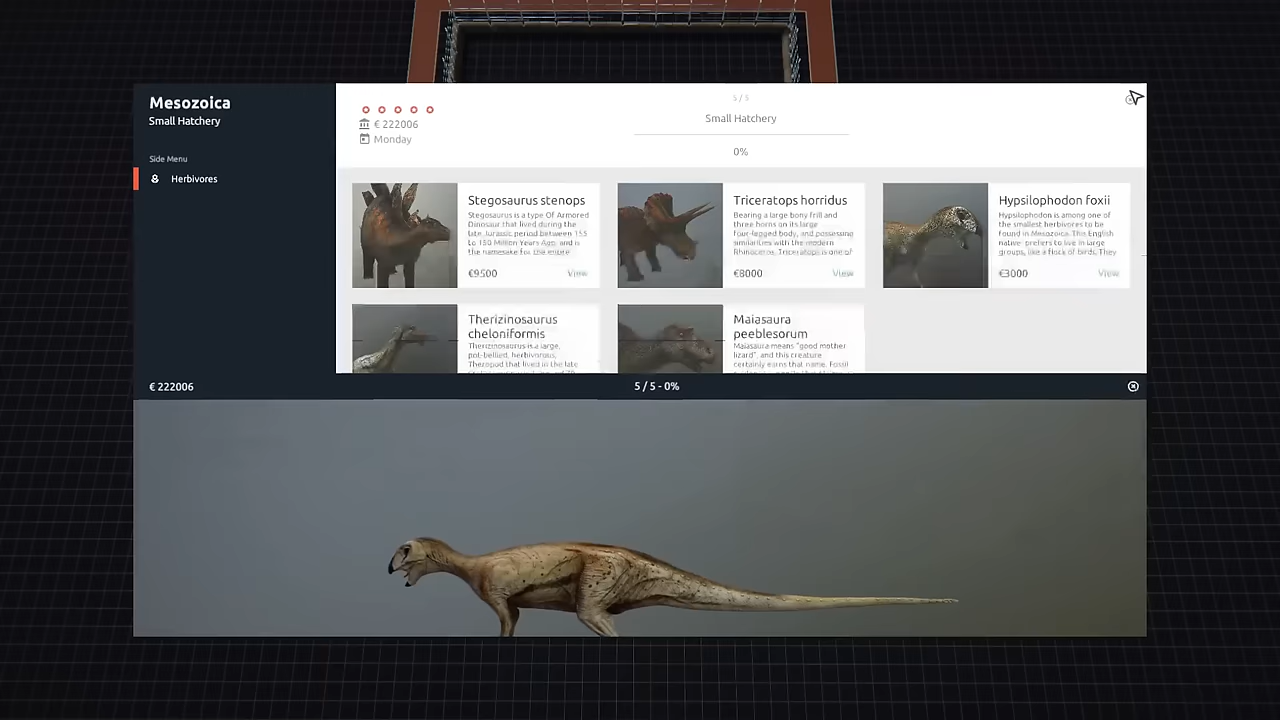 Mesozoica
Small Hatchery
Side Menu
Herbivores
€ 222006
Monday
5 / 5
Small Hatchery
0%
Stegosaurus stenops
Stegosaurus is a type Of Armored
Dinosaur that lived during the
late Jurassic period between 155
to 150 Million Years Ago, and is
the namesake for the entire
€9500
View
Triceratops horridus
Bearing a large bony frill and
three horns on its large
four-legged body, and possessing
similarities with the modern
Rhinoceros, Triceratops is one of
€8000
View
Hypsilophodon foxii
Hypsilophodon is among one of
the smallest herbivores to be
found in Mesozoica. This English
native prefers to live in large
groups, like a flock of birds. They
€3000
View
Therizinosaurus
cheloniformis
Therizinosaurus is a large,
pot-bellied, herbivorous,
Theropod that lived in the late
Maiasaura
peeblesorum
Maiasaura means "good mother
lizard", and this creature
certainly earns that name. Fossil
€ 222006
5 / 5 - 0%